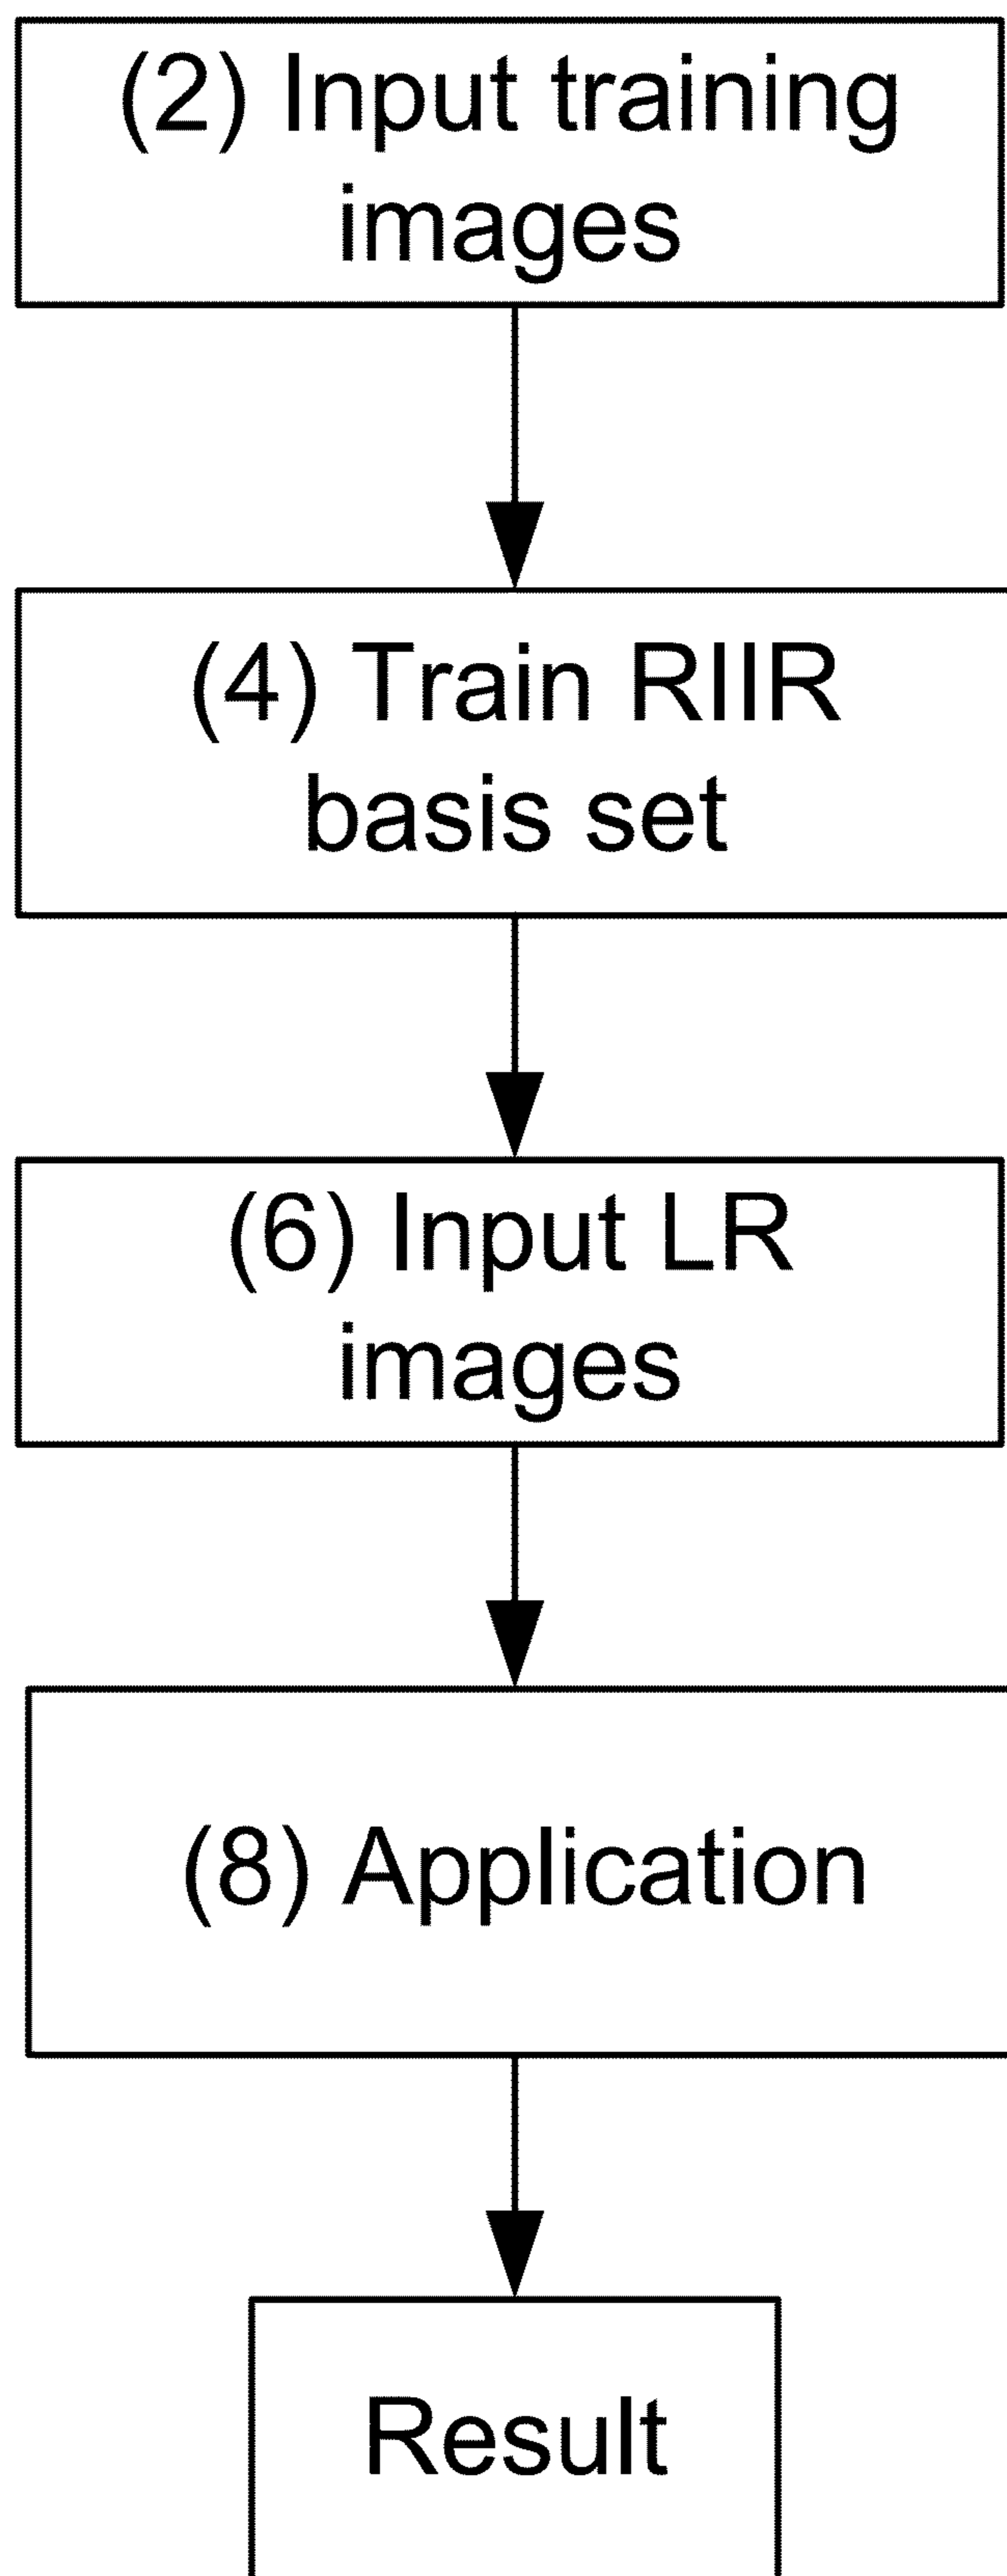 (2) Input training
images
(4) Train RIIR
basis set
(6) Input LR
images
(8) Application
Result